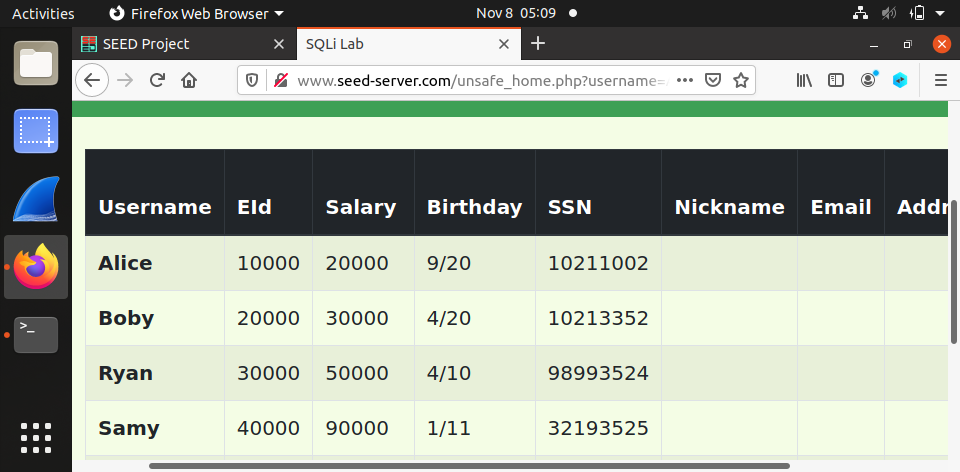 Activities Firefox Web Browser Nov 8 05:09
SEED Project SQLi Lab
www.seed-server.com/unsafe_home.php?username=
Username EId Salary Birthday SSN Nickname Email Addr
Alice 10000 20000 9/20 10211002
Boby 20000 30000 4/20 10213352
Ryan 30000 50000 4/10 98993524
Samy 40000 90000 1/11 32193525